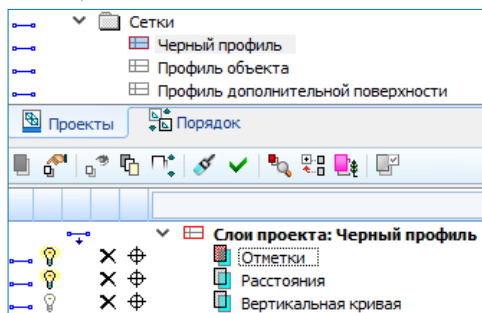 Сетки
Черный профиль
Профиль объекта
Профиль дополнительной поверхности
Проекты Порядок
Слои проекта: Черный профиль
Отметки
Расстояния
Вертикальная кривая